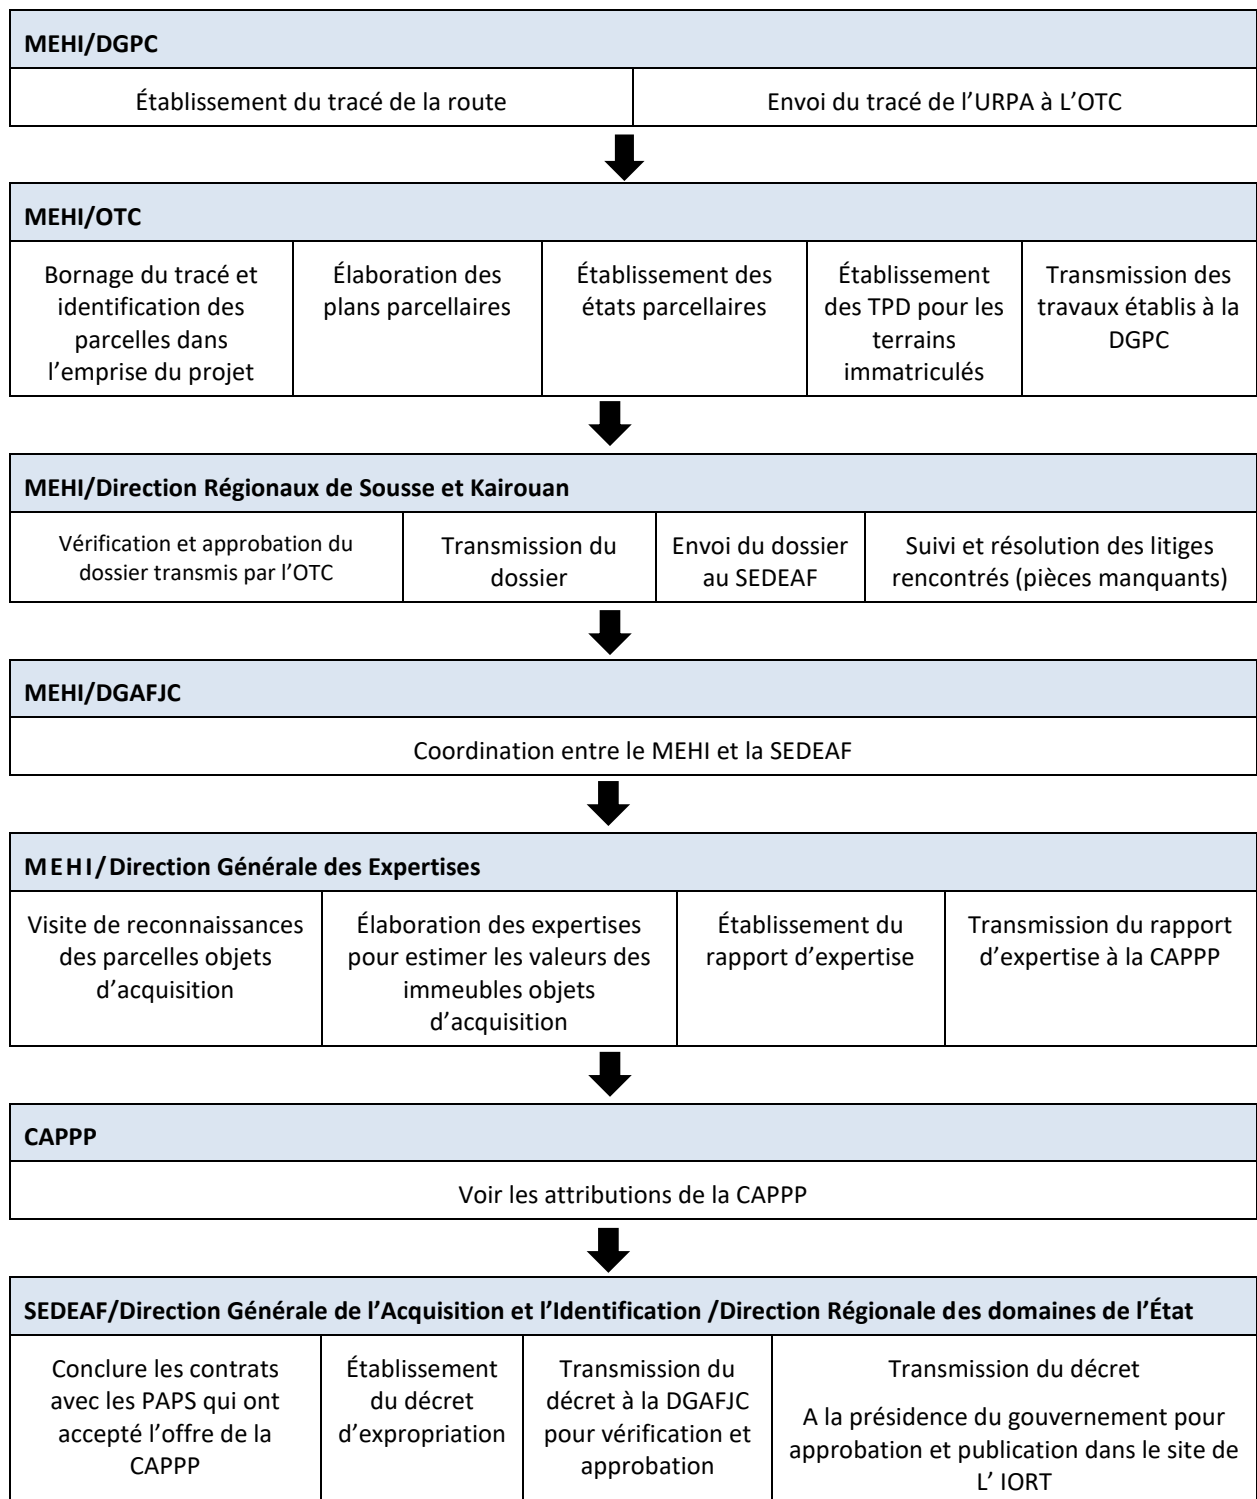 MEHI/DGPC
Établissement du tracé de la route
Envoi du tracé de l’URPA à L’OTC
MEHI/OTC
Bornage du tracé et
identification des
parcelles dans
l’emprise du projet
Élaboration des
plans parcellaires
Établissement des
états parcellaires
Établissement
des TPD pour les
terrains
immatriculés
Transmission des
travaux établis à la
DGPC
MEHI/Direction Régionaux de Sousse et Kairouan
Vérification et approbation du
dossier transmis par l’OTC
Transmission du
dossier
Envoi du dossier
au SEDEAF
Suivi et résolution des litiges
rencontrés (pièces manquants)
MEHI/DGAFJC
Coordination entre le MEHI et la SEDEAF
MEHI/Direction Générale des Expertises
Visite de reconnaissances
des parcelles objets
d’acquisition
Élaboration des expertises
pour estimer les valeurs des
immeubles objets
d’acquisition
Établissement du
rapport d’expertise
Transmission du rapport
d’expertise à la CAPPP
CAPPP
Voir les attributions de la CAPPP
SEDEAF/Direction Générale de l’Acquisition et l’Identification /Direction Régionale des domaines de l’État
Conclure les contrats
avec les PAPS qui ont
accepté l’offre de la
CAPPP
Établissement
du décret
d’expropriation
Transmission du
décret à la DGAFJC
pour vérification et
approbation
Transmission du décret
A la présidence du gouvernement pour
approbation et publication dans le site de
L’ IORT